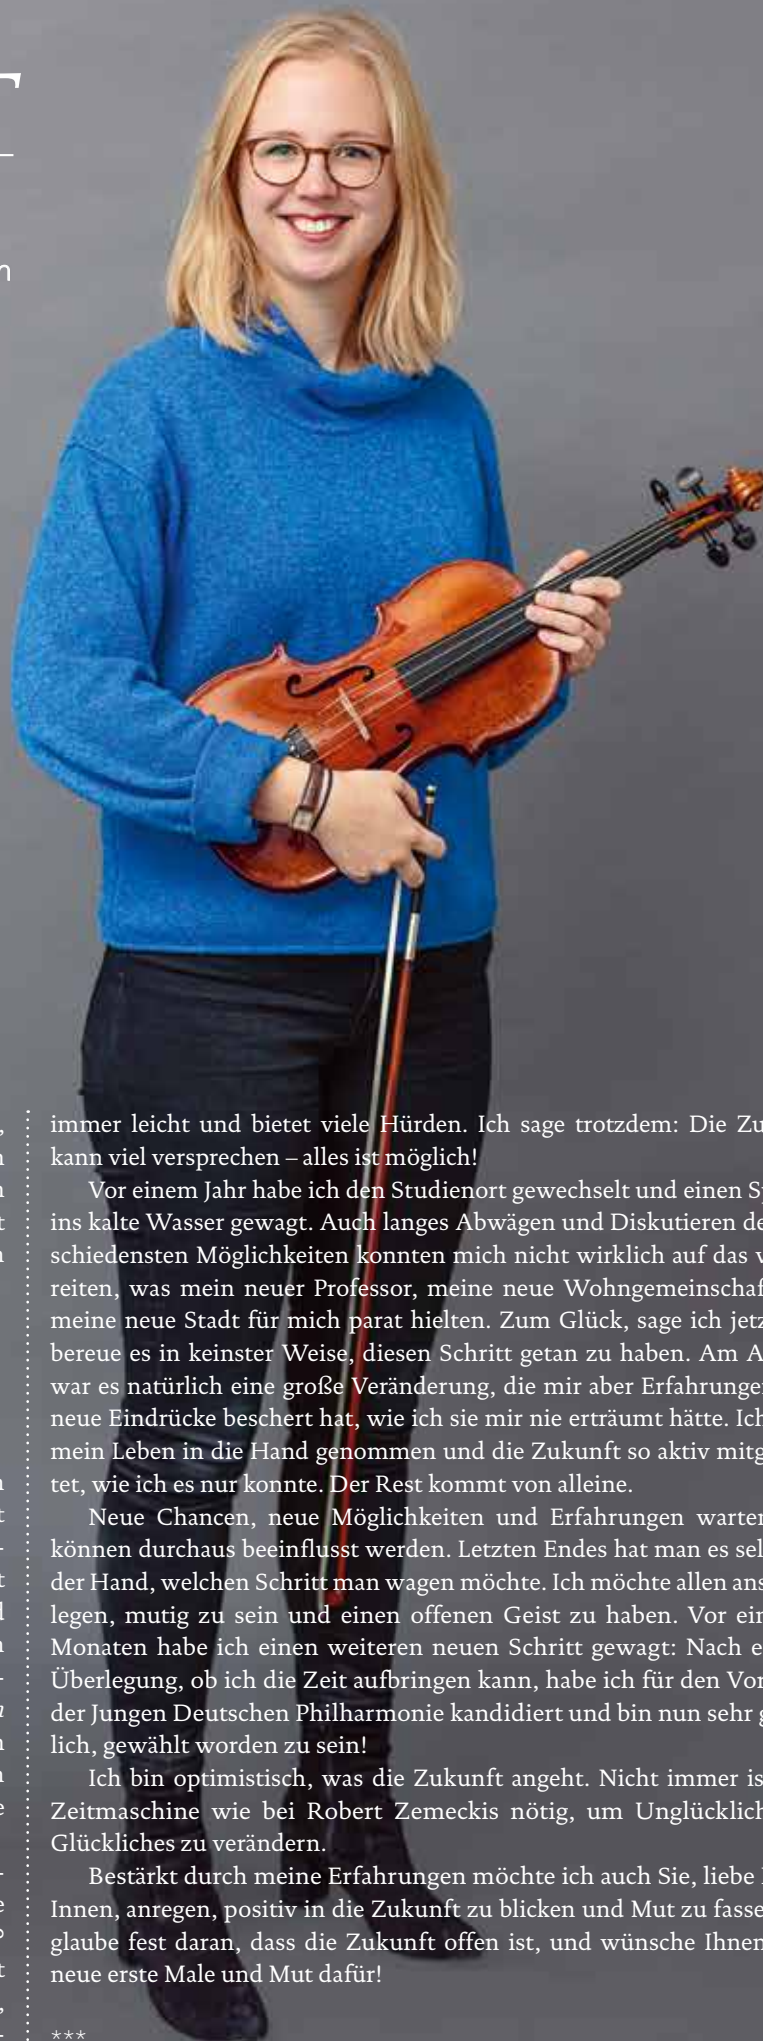 T
n
,
n
n
t
n
n
t
-
t
d
n
-
n
n
n
e
-
e
?
t
,
-
immer leicht und bietet viele Hürden. Ich sage trotzdem: Die Zu
kann viel versprechen – alles ist möglich!
Vor einem Jahr habe ich den Studienort gewechselt und einen Sp
ins kalte Wasser gewagt. Auch langes Abwägen und Diskutieren de
schiedensten Möglichkeiten konnten mich nicht wirklich auf das v
reiten, was mein neuer Professor, meine neue Wohngemeinschaf
meine neue Stadt für mich parat hielten. Zum Glück, sage ich jetz
bereue es in keinster Weise, diesen Schritt getan zu haben. Am A
war es natürlich eine große Veränderung, die mir aber Erfahrungen
neue Eindrücke beschert hat, wie ich sie mir nie erträumt hätte. Ich
mein Leben in die Hand genommen und die Zukunft so aktiv mitg
tet, wie ich es nur konnte. Der Rest kommt von alleine.
Neue Chancen, neue Möglichkeiten und Erfahrungen warten
können durchaus beeinflusst werden. Letzten Endes hat man es sel
der Hand, welchen Schritt man wagen möchte. Ich möchte allen ans
legen, mutig zu sein und einen offenen Geist zu haben. Vor ein
Monaten habe ich einen weiteren neuen Schritt gewagt: Nach e
Überlegung, ob ich die Zeit aufbringen kann, habe ich für den Vor
der Jungen Deutschen Philharmonie kandidiert und bin nun sehr g
lich, gewählt worden zu sein!
Ich bin optimistisch, was die Zukunft angeht. Nicht immer is
Zeitmaschine wie bei Robert Zemeckis nötig, um Unglücklich
Glückliches zu verändern.
Bestärkt durch meine Erfahrungen möchte ich auch Sie, liebe
Innen, anregen, positiv in die Zukunft zu blicken und Mut zu fasse
glaube fest daran, dass die Zukunft offen ist, und wünsche Ihnen
neue erste Male und Mut dafür!
***